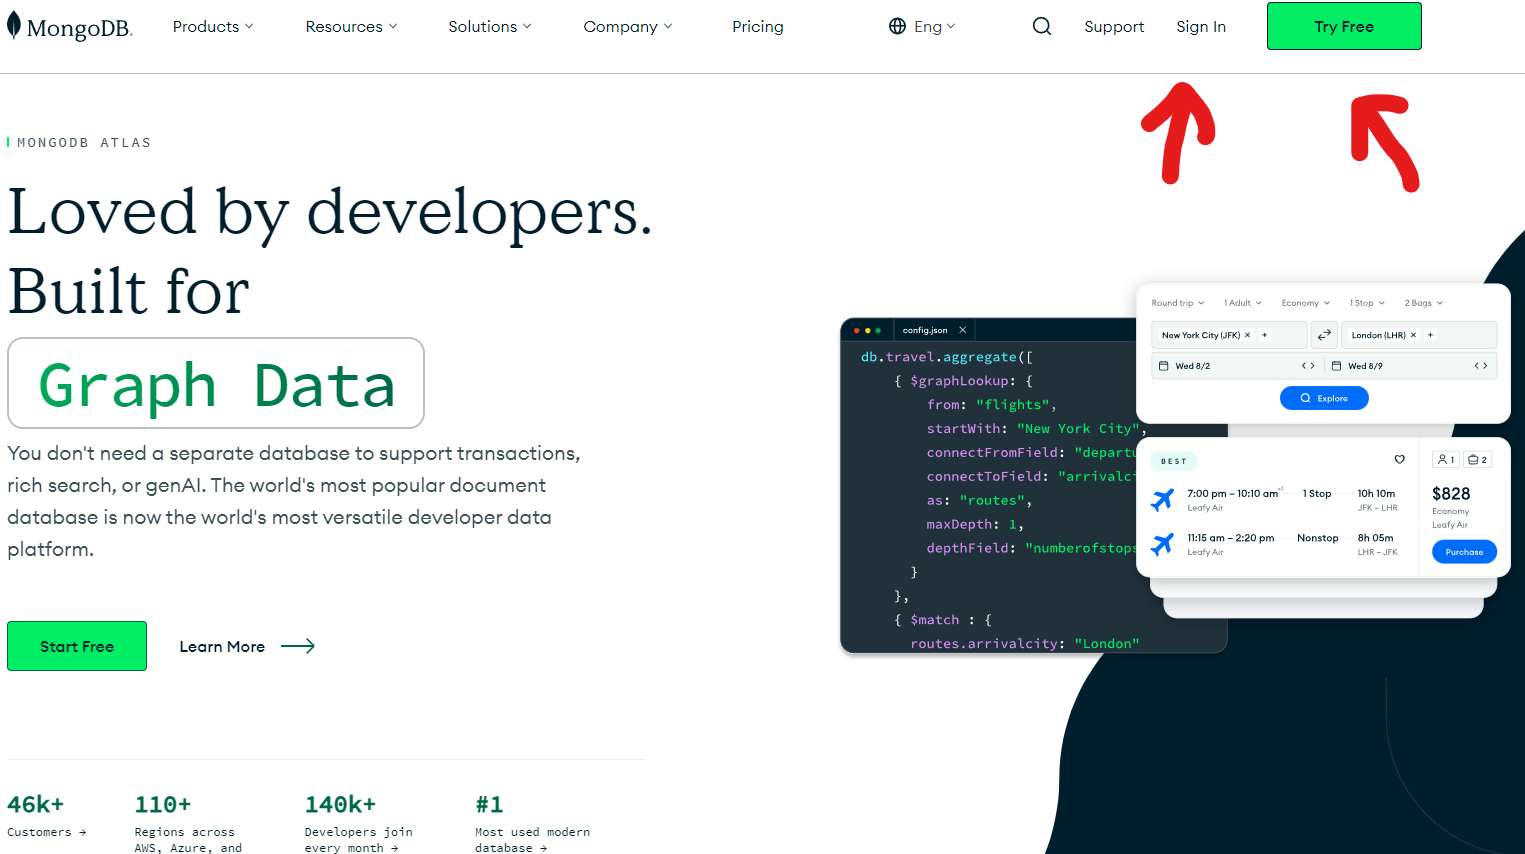 MongoDB.
Products
Resources
Solutions
Company
Pricing
Eng
Support
Sign In
Try Free
MONGODB ATLAS
Loved by developers.
Built for
Graph Data
You don't need a separate database to support transactions,
rich search, or genAI. The world's most popular document
database is now the world's most versatile developer data
platform.
Start Free
Learn More
46k+
Customers →
110+
Regions across
AWS, Azure, and
140k+
Developers join
every month →
#1
Most used modern
database →
config.json
db.travel.aggregate([
{ $graphLookup: {
from: "flights",
startWith: "New York City",
connectFromField: "departu
connectToField: "arrivalci
as: "routes",
maxDepth: 1,
depthField: "numberofstops
}
},
{ $match : {
routes.arrivalcity: "London"
Round trip
1 Adult
Economy
1 Stop
2 Bags
New York City (JFK) × +
London (LHR) × +
Wed 8/2
Wed 8/9
Explore
BEST
7:00 pm – 10:10 am+1
1 Stop
10h 10m
Leafy Air
JFK – LHR
11:15 am – 2:20 pm
Nonstop
8h 05m
Leafy Air
LHR – JFK
1
2
$828
Economy
Leafy Air
Purchase